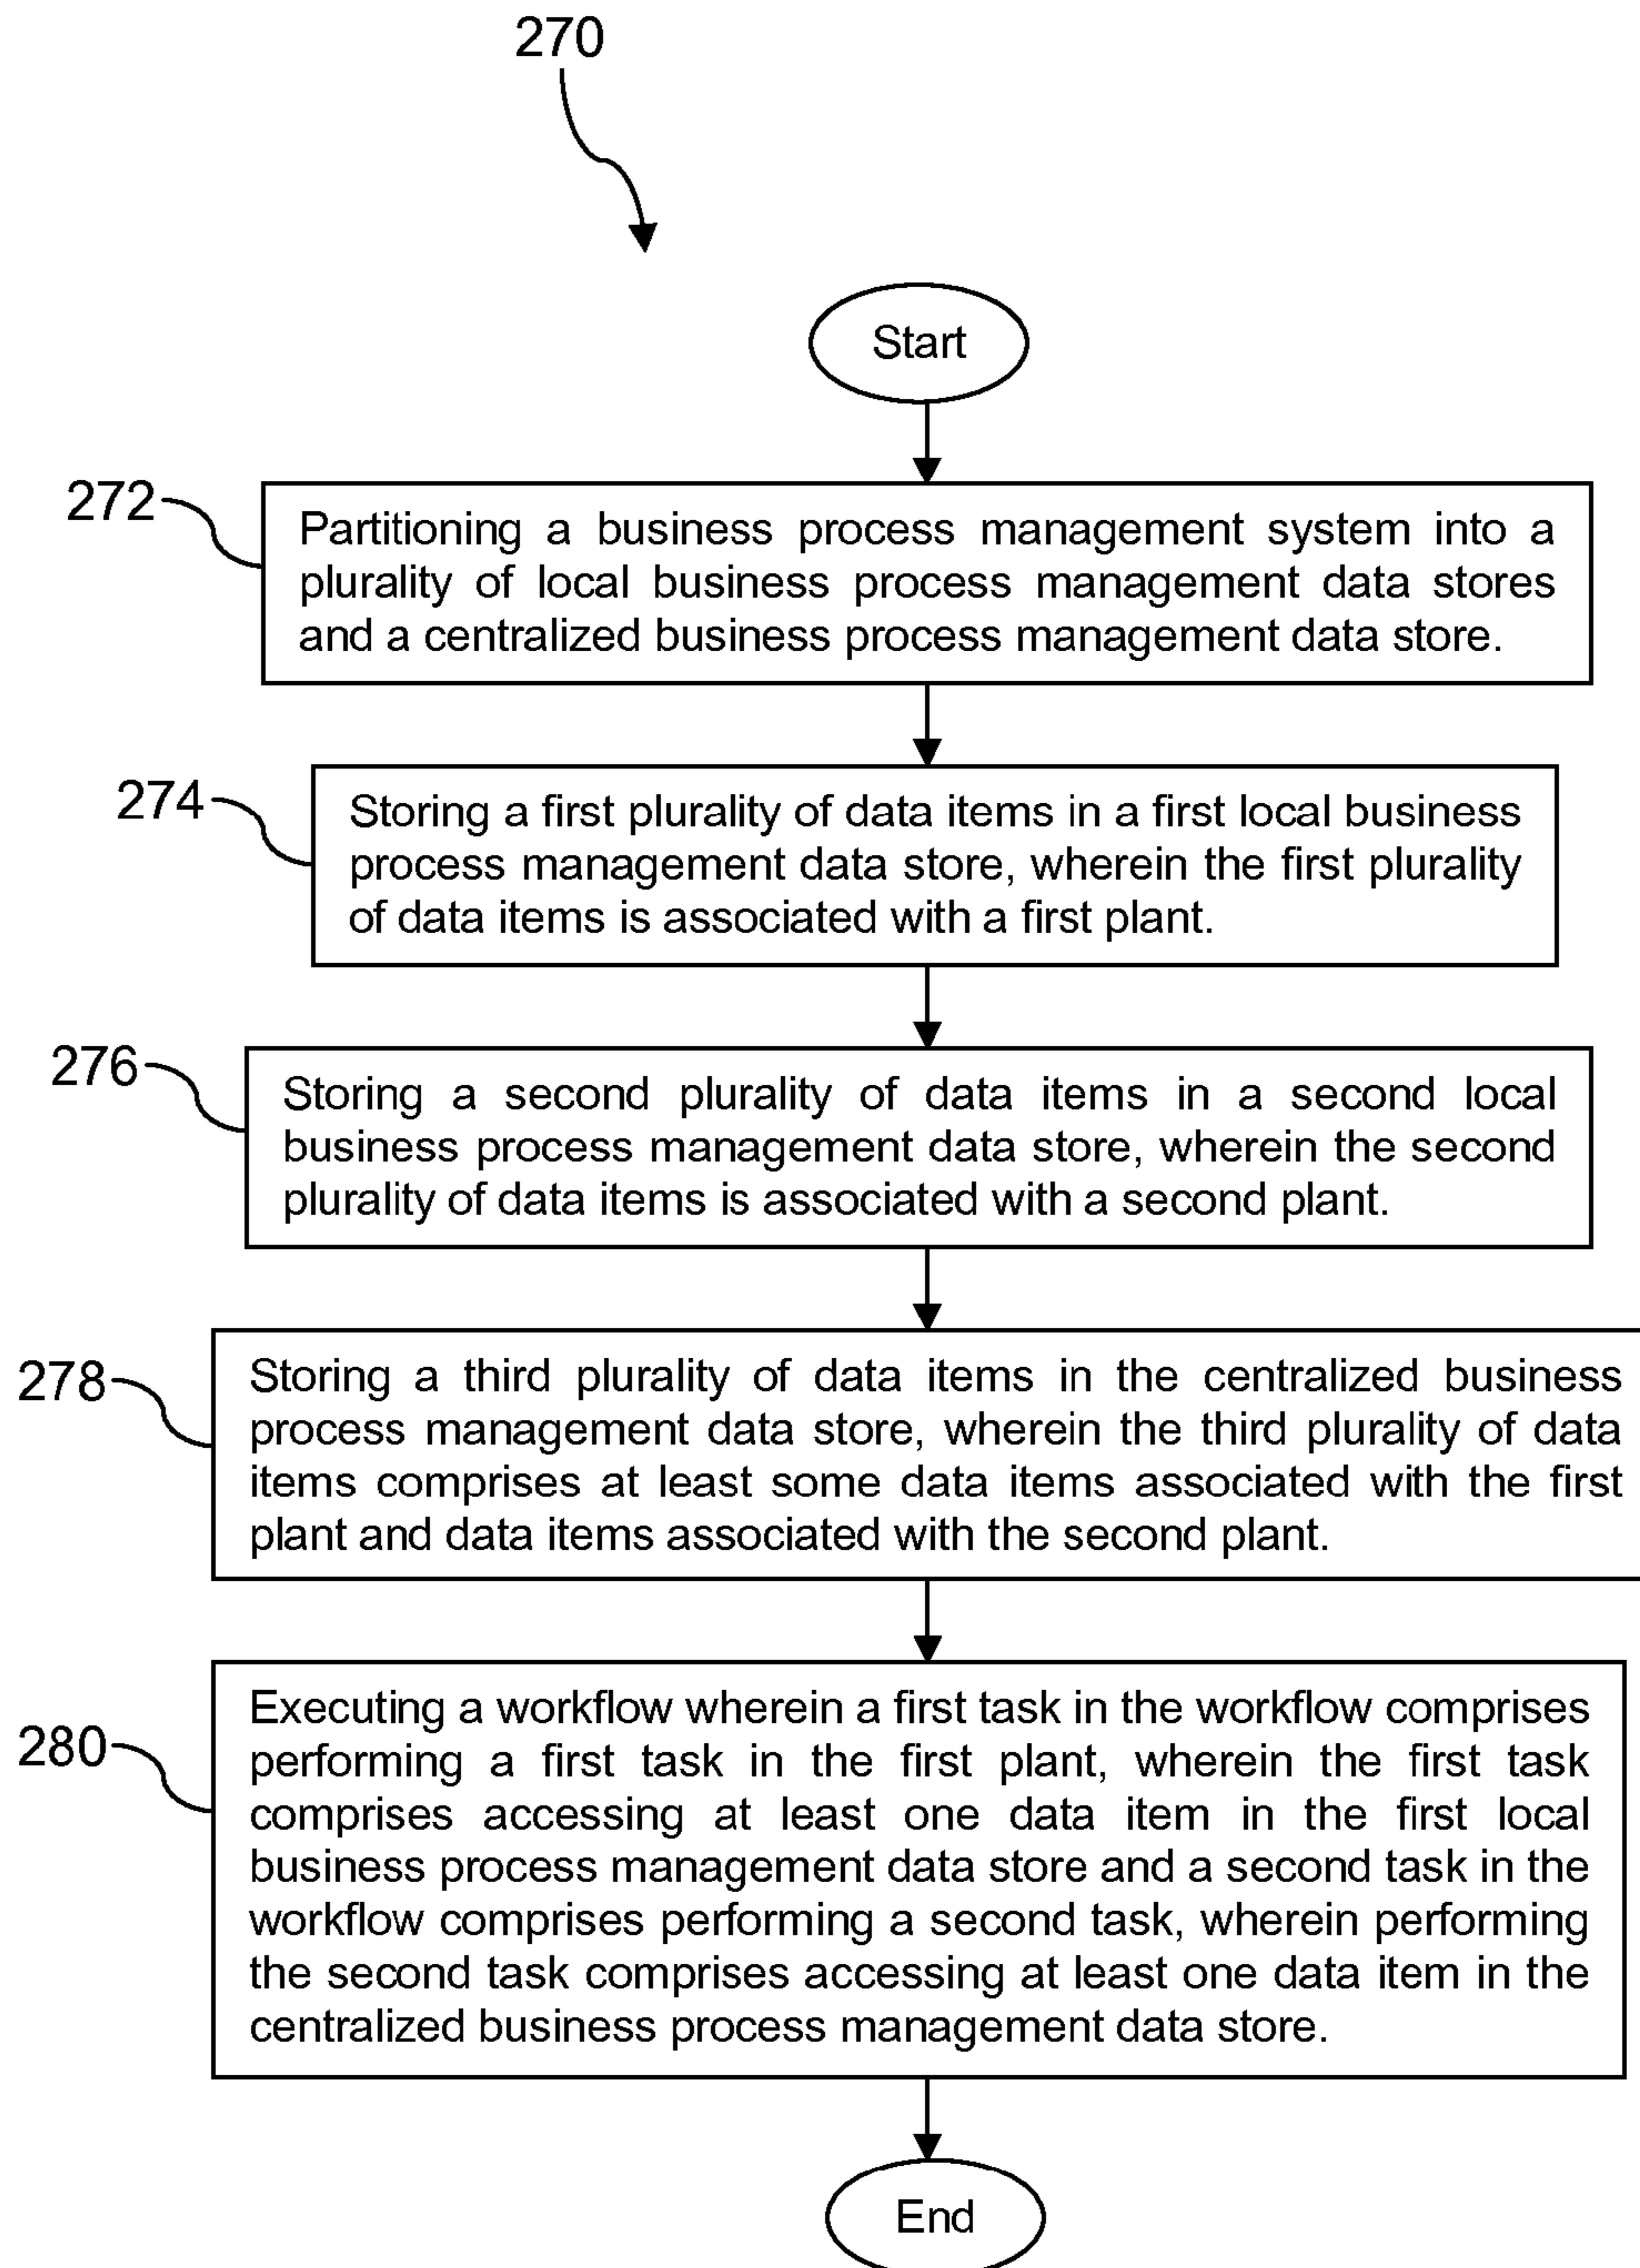 270
Start
272
Partitioning a business process management system into a
plurality of local business process management data stores
and a centralized business process management data store.
274
Storing a first plurality of data items in a first local business
process management data store, wherein the first plurality
of data items is associated with a first plant.
276
Storing a second plurality of data items in a second local
business process management data store, wherein the second
plurality of data items is associated with a second plant.
278
Storing a third plurality of data items in the centralized business
process management data store, wherein the third plurality of data
items comprises at least some data items associated with the first
plant and data items associated with the second plant.
280
Executing a workflow wherein a first task in the workflow comprises
performing a first task in the first plant, wherein the first task
comprises accessing at least one data item in the first local
business process management data store and a second task in the
workflow comprises performing a second task, wherein performing
the second task comprises accessing at least one data item in the
centralized business process management data store.
End